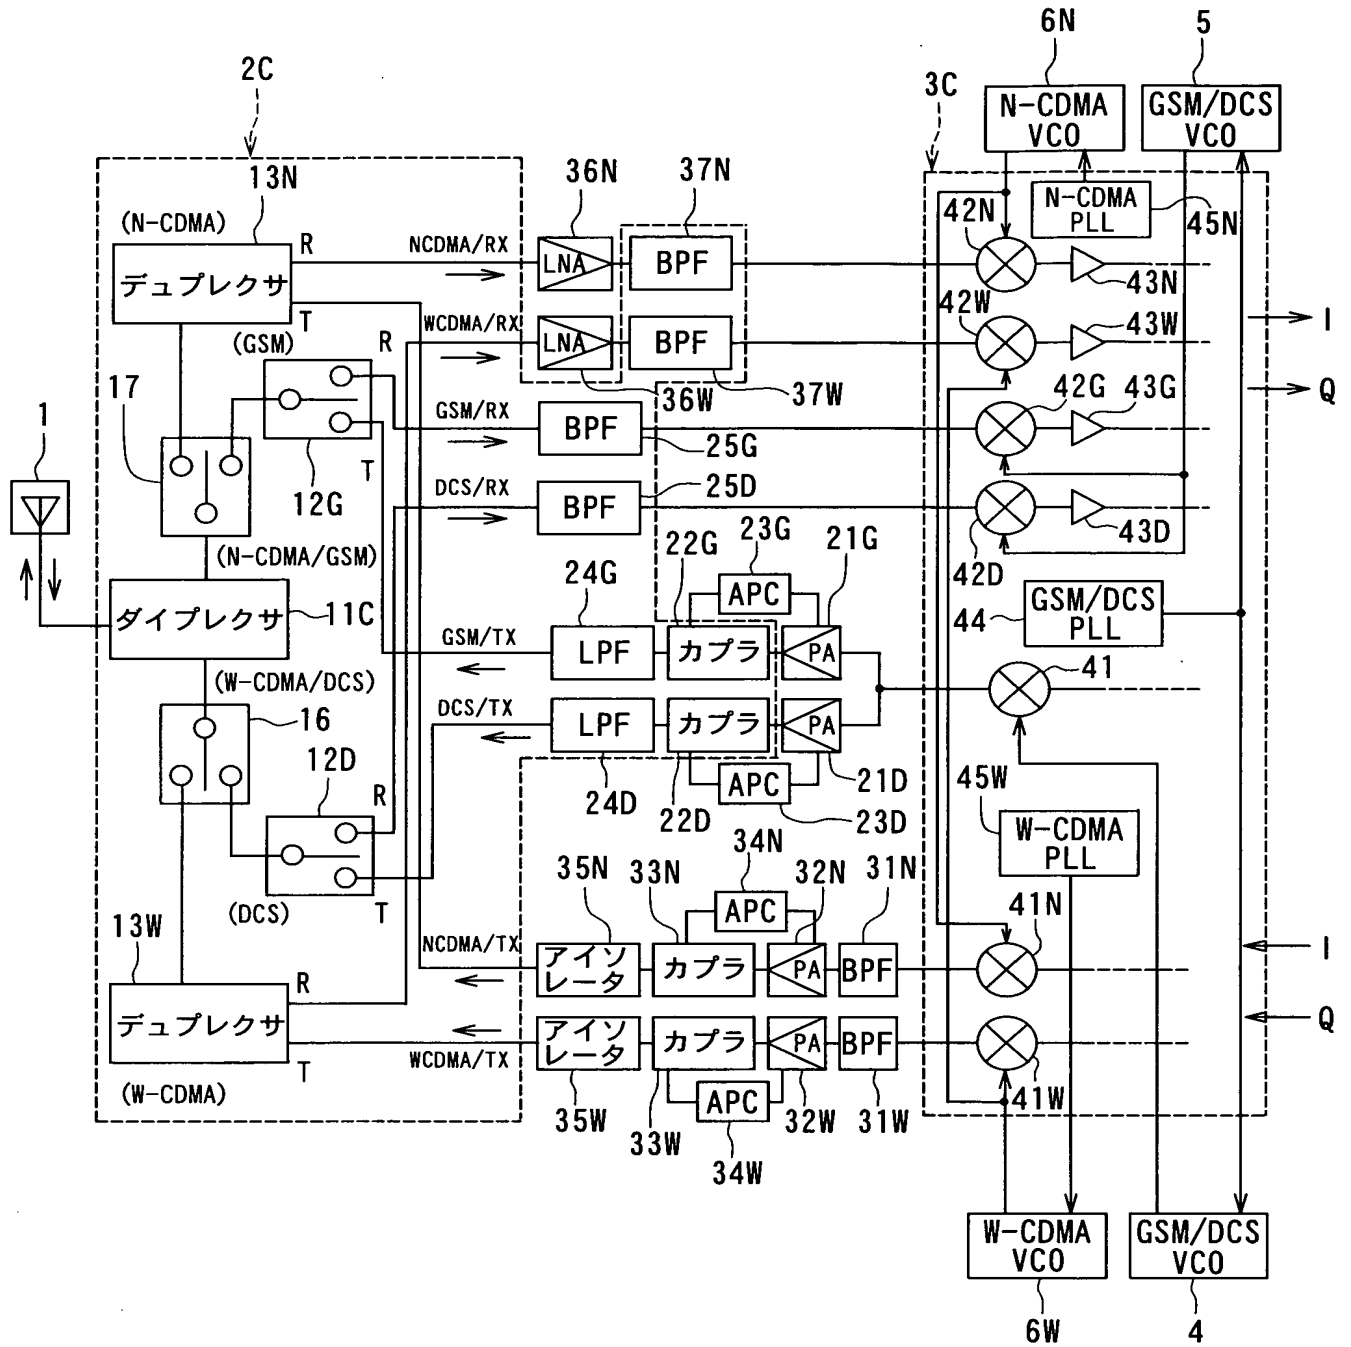 6N
5
2C
3C
N-CDMA
VCO
GSM/DCS
VCO
13N
36N
37N
N-CDMA
PLL
42N
45N
(N-CDMA)
R
NCDMA/RX
LNA
BPF
デュプレクサ
43N
T
42W
(GSM)
R
WCDMA/RX
LNA
BPF
43W
I
17
36W
37W
42G
43G
Q
1
GSM/RX
BPF
25G
T
12G
DCS/RX
BPF
25D
43D
(N-CDMA/GSM)
23G
21G
22G
42D
24G
APC
GSM/DCS
PLL
44
ダイプレクサ
11C
GSM/TX
LPF
カプラ
PA
41
(W-CDMA/DCS)
16
DCS/TX
LPF
カプラ
PA
12D
R
24D
22D
APC
21D
23D
45W
W-CDMA
PLL
34N
35N
33N
32N
31N
(DCS)
T
APC
41N
13W
NCDMA/TX
アイソ
レータ
カプラ
PA
BPF
I
R
デュプレクサ
アイソ
レータ
カプラ
PA
BPF
Q
WCDMA/TX
T
(W-CDMA)
APC
41W
35W
33W
32W
31W
34W
W-CDMA
VCO
GSM/DCS
VCO
6W
4